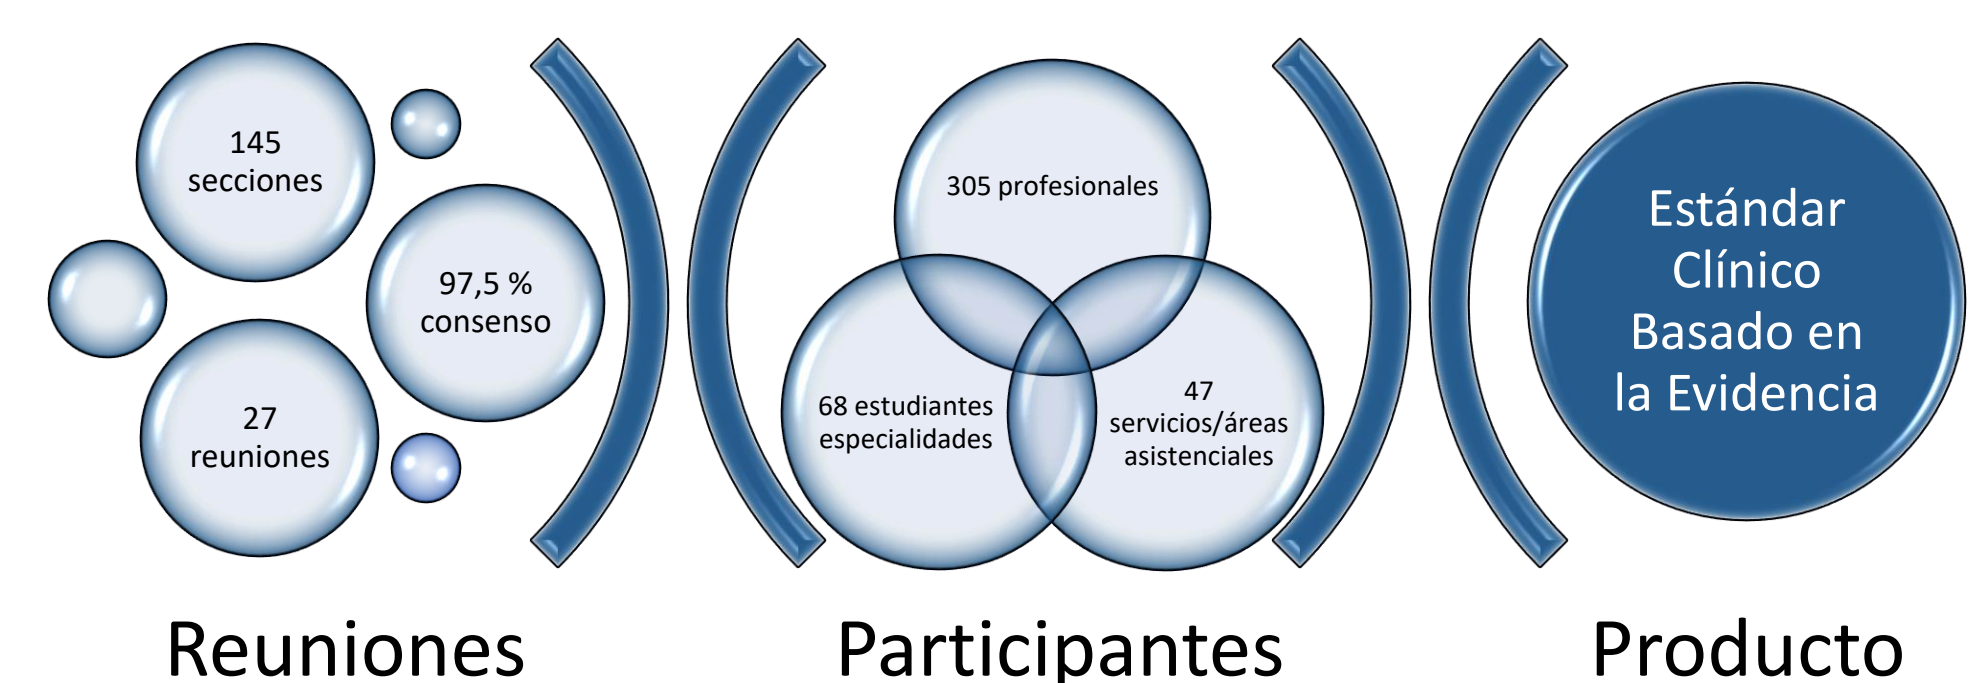 145
secciones
97,5 %
consenso
27
reuniones
Reuniones
305 profesionales
68 estudiantes
especialidades
47
servicios/áreas
asistenciales
Participantes
Estándar
Clínico
Basado en
la Evidencia
Producto